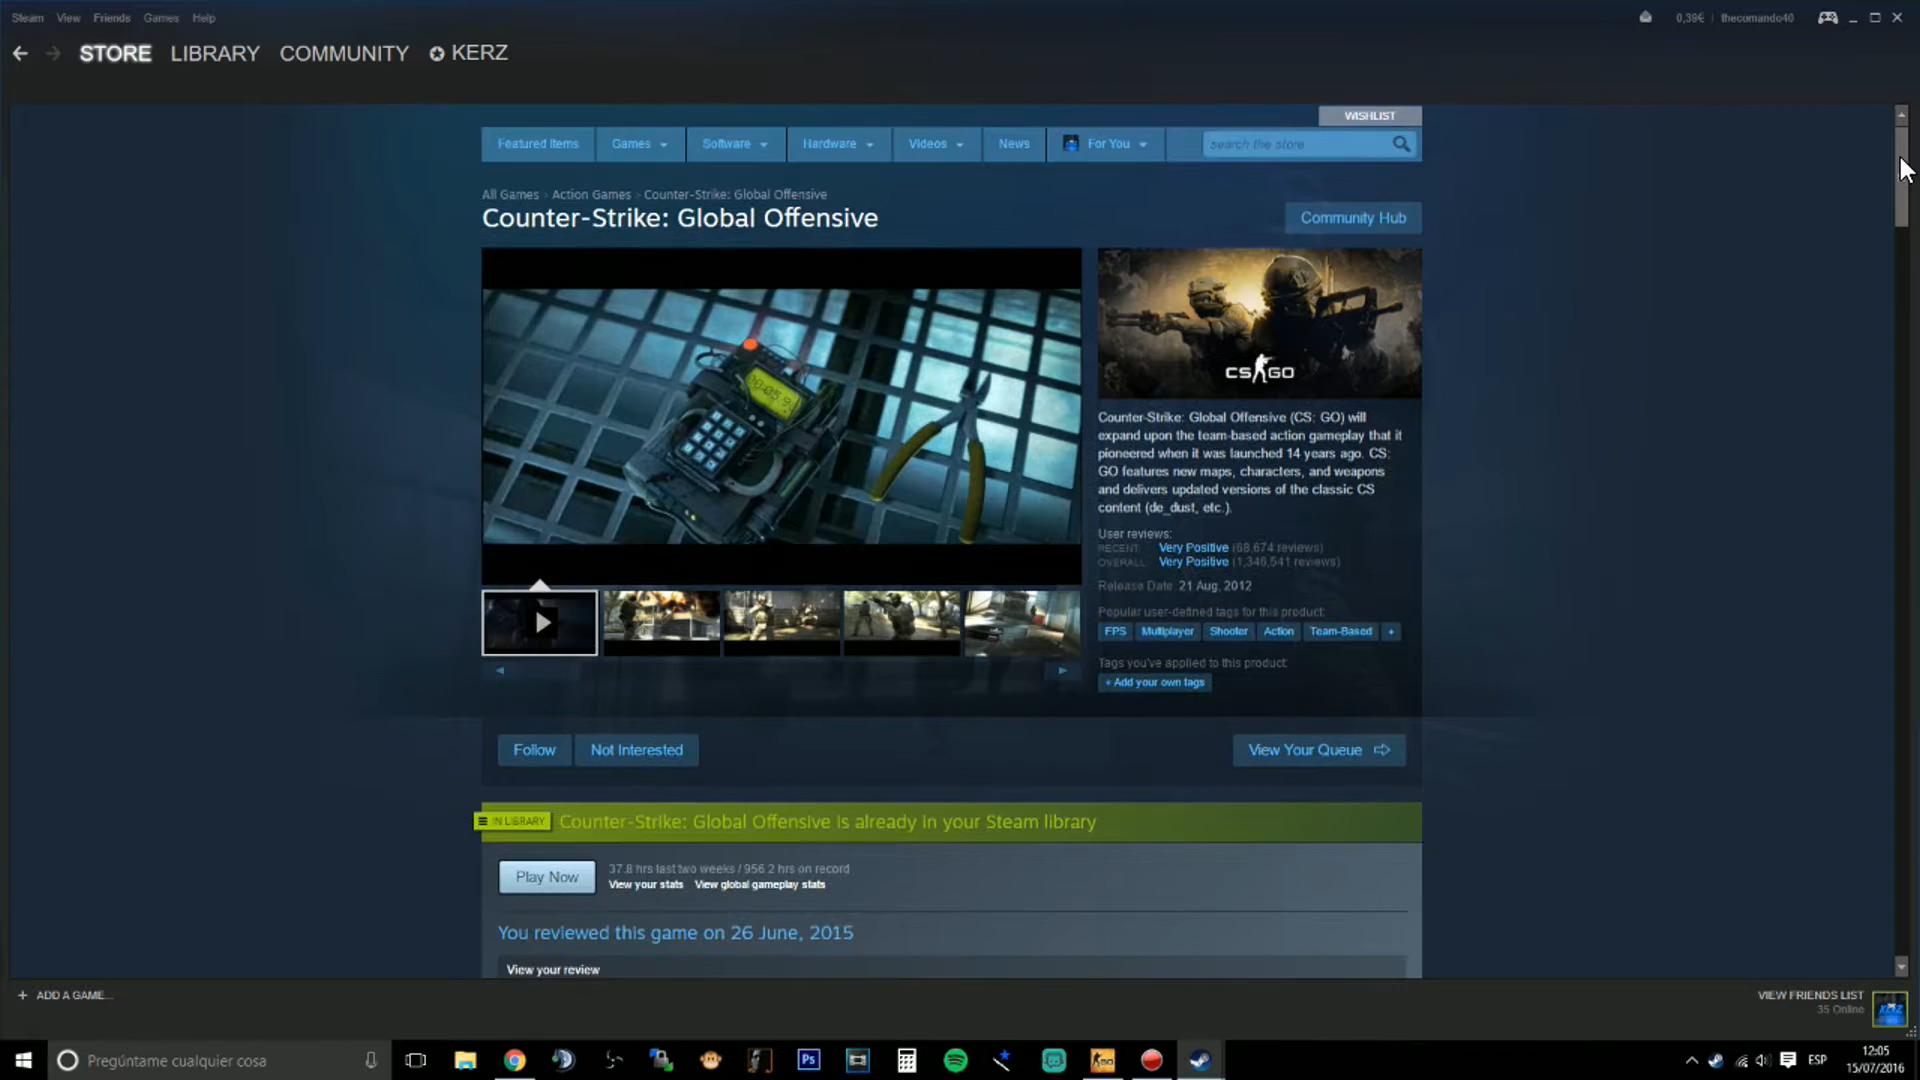 Steam View Friends Games Help
0,39€ thecomando40
STORE LIBRARY COMMUNITY KERZ
WISHLIST
Featured Items Games Software Hardware Videos News For You search the store
All Games > Action Games > Counter-Strike: Global Offensive
Counter-Strike: Global Offensive
Community Hub
00:05:9
CS GO
Counter-Strike: Global Offensive (CS: GO) will
expand upon the team-based action gameplay that it
pioneered when it was launched 14 years ago. CS:
GO features new maps, characters, and weapons
and delivers updated versions of the classic CS
content (de_dust, etc.).
User reviews:
RECENT: Very Positive (68,674 reviews)
OVERALL: Very Positive (1,346,541 reviews)
Release Date: 21 Aug, 2012
Popular user-defined tags for this product:
FPS Multiplayer Shooter Action Team-Based +
Tags you've applied to this product:
+ Add your own tags
Follow Not Interested View Your Queue
IN LIBRARY Counter-Strike: Global Offensive is already in your Steam library
Play Now
37.8 hrs last two weeks / 956.2 hrs on record
View your stats View global gameplay stats
You reviewed this game on 26 June, 2015
View your review
+ ADD A GAME...
VIEW FRIENDS LIST
35 Online
KERZ
Pregúntame cualquier cosa
Ps
GO
ESP
12:05
15/07/2016